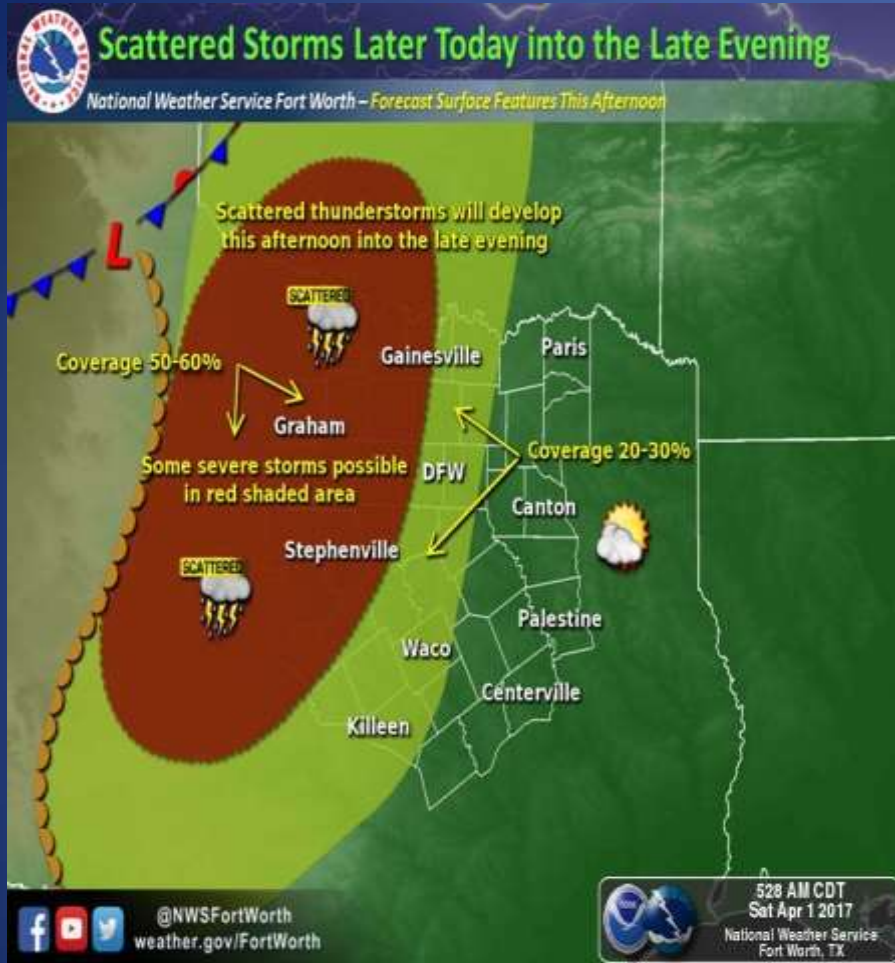 Scattered Storms Later Today into the Late Evening
NATIONAL WEATHER SERVICE
National Weather Service Fort Worth – Forecast Surface Features This Afternoon
Scattered thunderstorms will develop
this afternoon into the late evening
L
SCATTERED
Gainesville
Paris
Coverage 50-60%
Graham
Coverage 20-30%
Some severe storms possible
in red shaded area
DFW
Canton
Stephenville
SCATTERED
Palestine
Waco
Centerville
Killeen
@NWSFortWorth
weather.gov/FortWorth
528 AM CDT
Sat Apr 1 2017
National Weather Service
Fort Worth, TX